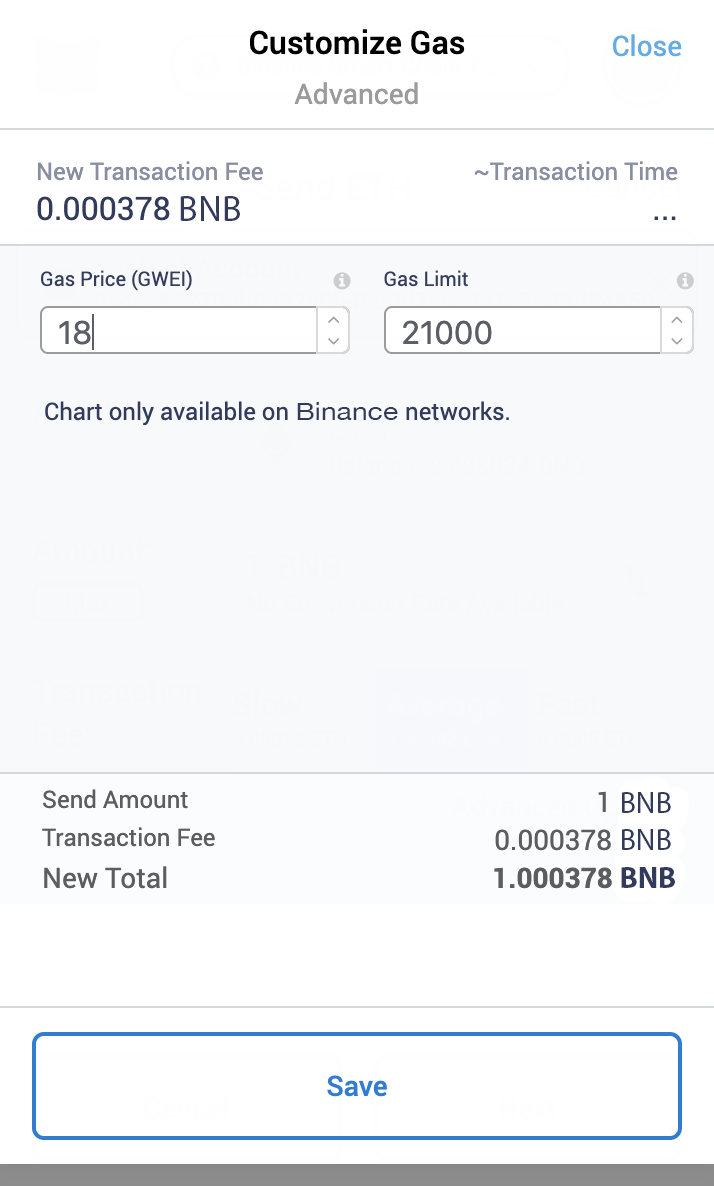 Customize Gas
Close
Advanced
New Transaction Fee
~Transaction Time
0.000378 BNB
...
Gas Price (GWEI)
Gas Limit
18
21000
Chart only available on Binance networks.
Send Amount
1 BNB
Transaction Fee
0.000378 BNB
New Total
1.000378 BNB
Save